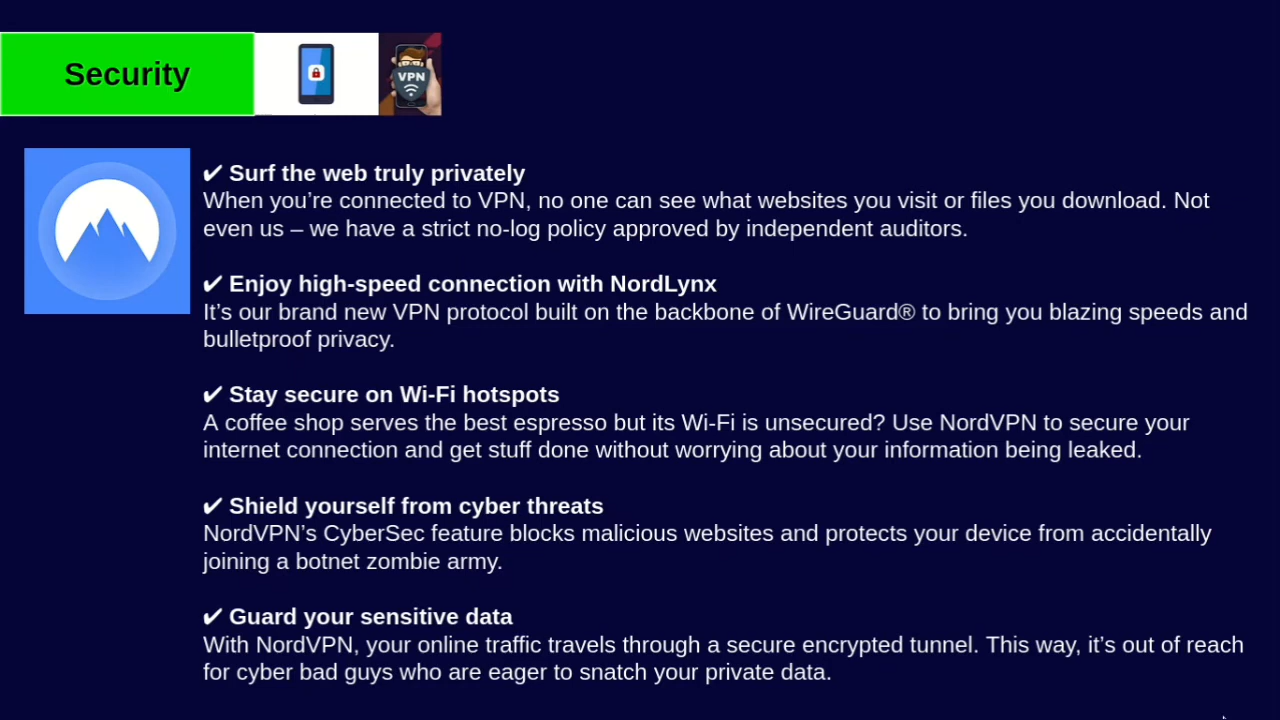 Security
VPN
✔ Surf the web truly privately
When you’re connected to VPN, no one can see what websites you visit or files you download. Not
even us – we have a strict no-log policy approved by independent auditors.
✔ Enjoy high-speed connection with NordLynx
It’s our brand new VPN protocol built on the backbone of WireGuard® to bring you blazing speeds and
bulletproof privacy.
✔ Stay secure on Wi-Fi hotspots
A coffee shop serves the best espresso but its Wi-Fi is unsecured? Use NordVPN to secure your
internet connection and get stuff done without worrying about your information being leaked.
✔ Shield yourself from cyber threats
NordVPN’s CyberSec feature blocks malicious websites and protects your device from accidentally
joining a botnet zombie army.
✔ Guard your sensitive data
With NordVPN, your online traffic travels through a secure encrypted tunnel. This way, it’s out of reach
for cyber bad guys who are eager to snatch your private data.